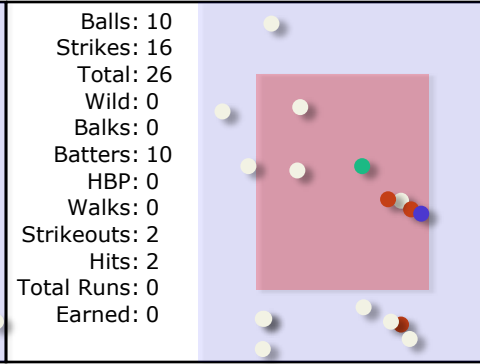 Balls: 10
Strikes: 16
Total: 26
Wild: 0
Balks: 0
Batters: 10
HBP: 0
Walks: 0
Strikeouts: 2
Hits: 2
Total Runs: 0
Earned: 0